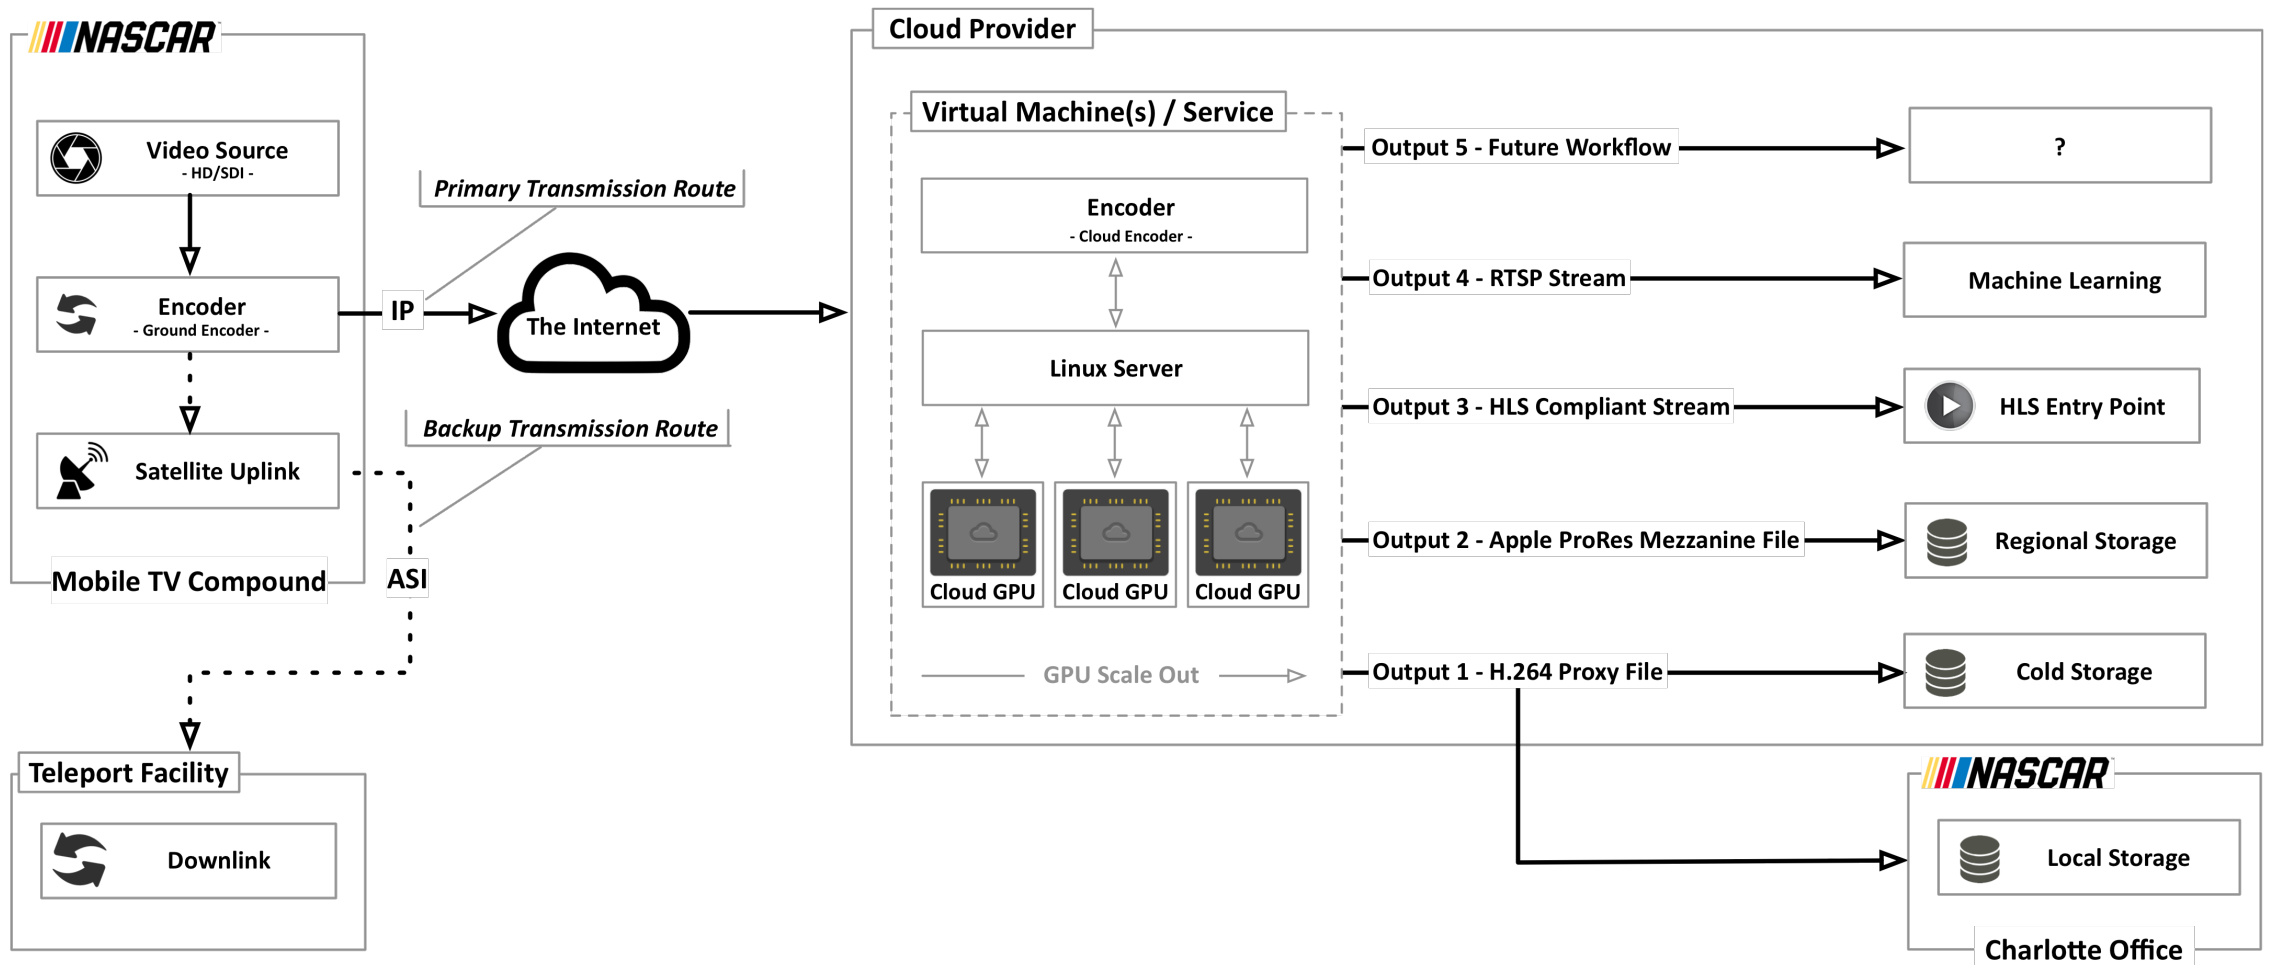 NASCAR
Video Source
- HD/SDI -
Encoder
- Ground Encoder -
Satellite Uplink
Mobile TV Compound
Primary Transmission Route
IP
The Internet
Backup Transmission Route
ASI
Teleport Facility
Downlink
Cloud Provider
Virtual Machine(s) / Service
Encoder
- Cloud Encoder -
Linux Server
Cloud GPU
Cloud GPU
Cloud GPU
GPU Scale Out
Output 5 - Future Workflow
?
Output 4 - RTSP Stream
Machine Learning
Output 3 - HLS Compliant Stream
HLS Entry Point
Output 2 - Apple ProRes Mezzanine File
Regional Storage
Output 1 - H.264 Proxy File
Cold Storage
NASCAR
Local Storage
Charlotte Office